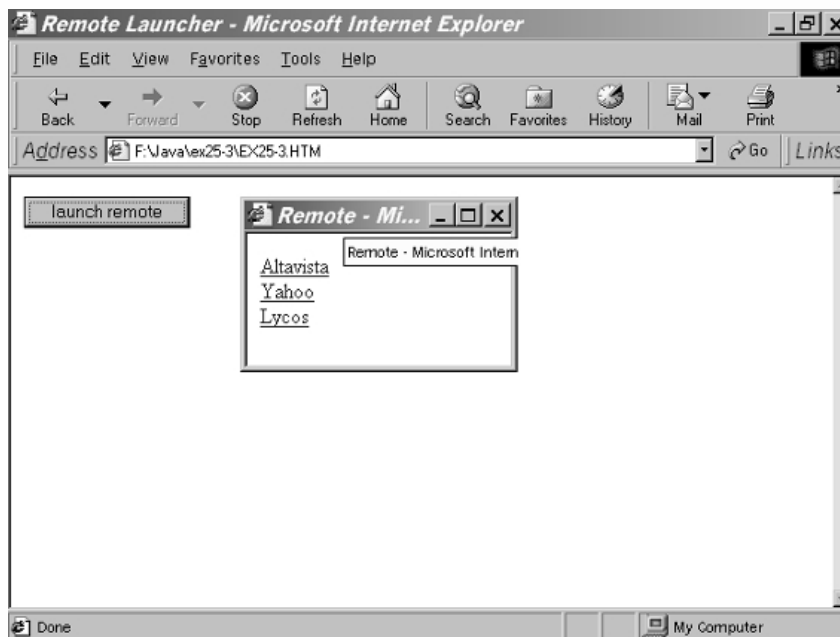 Remote Launcher - Microsoft Internet Explorer
File Edit View Favorites Tools Help
Back Forward Stop Refresh Home Search Favorites History Mail Print
Address F:\Java\ex25-3\EX25-3.HTM Go Links
launch remote
Remote - Mi...
Remote - Microsoft Intern
Altavista
Yahoo
Lycos
Done My Computer